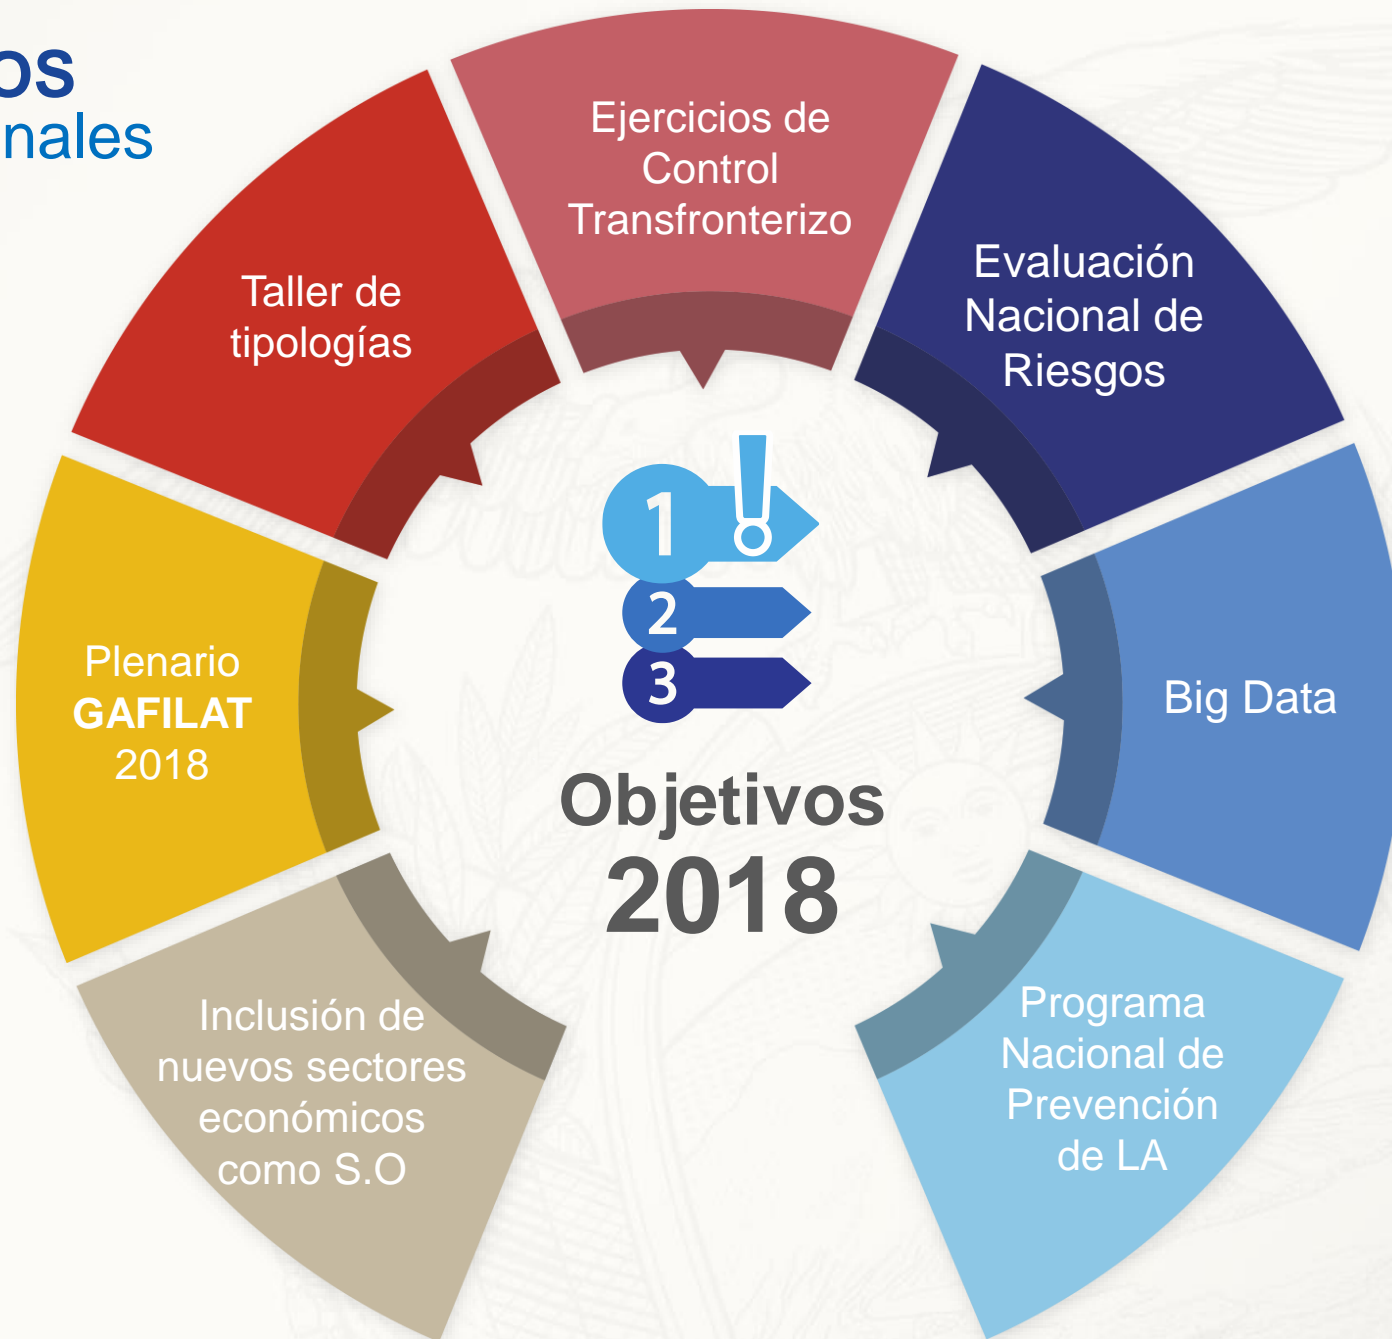 os
nales
Ejercicios de
Control
Transfronterizo
Evaluación
Nacional de
Riesgos
Taller de
tipologías
1
2
3
Plenario
GAFILAT
2018
Big Data
Objetivos
2018
Inclusión de
nuevos sectores
económicos
como S.O
Programa
Nacional de
Prevención
de LA